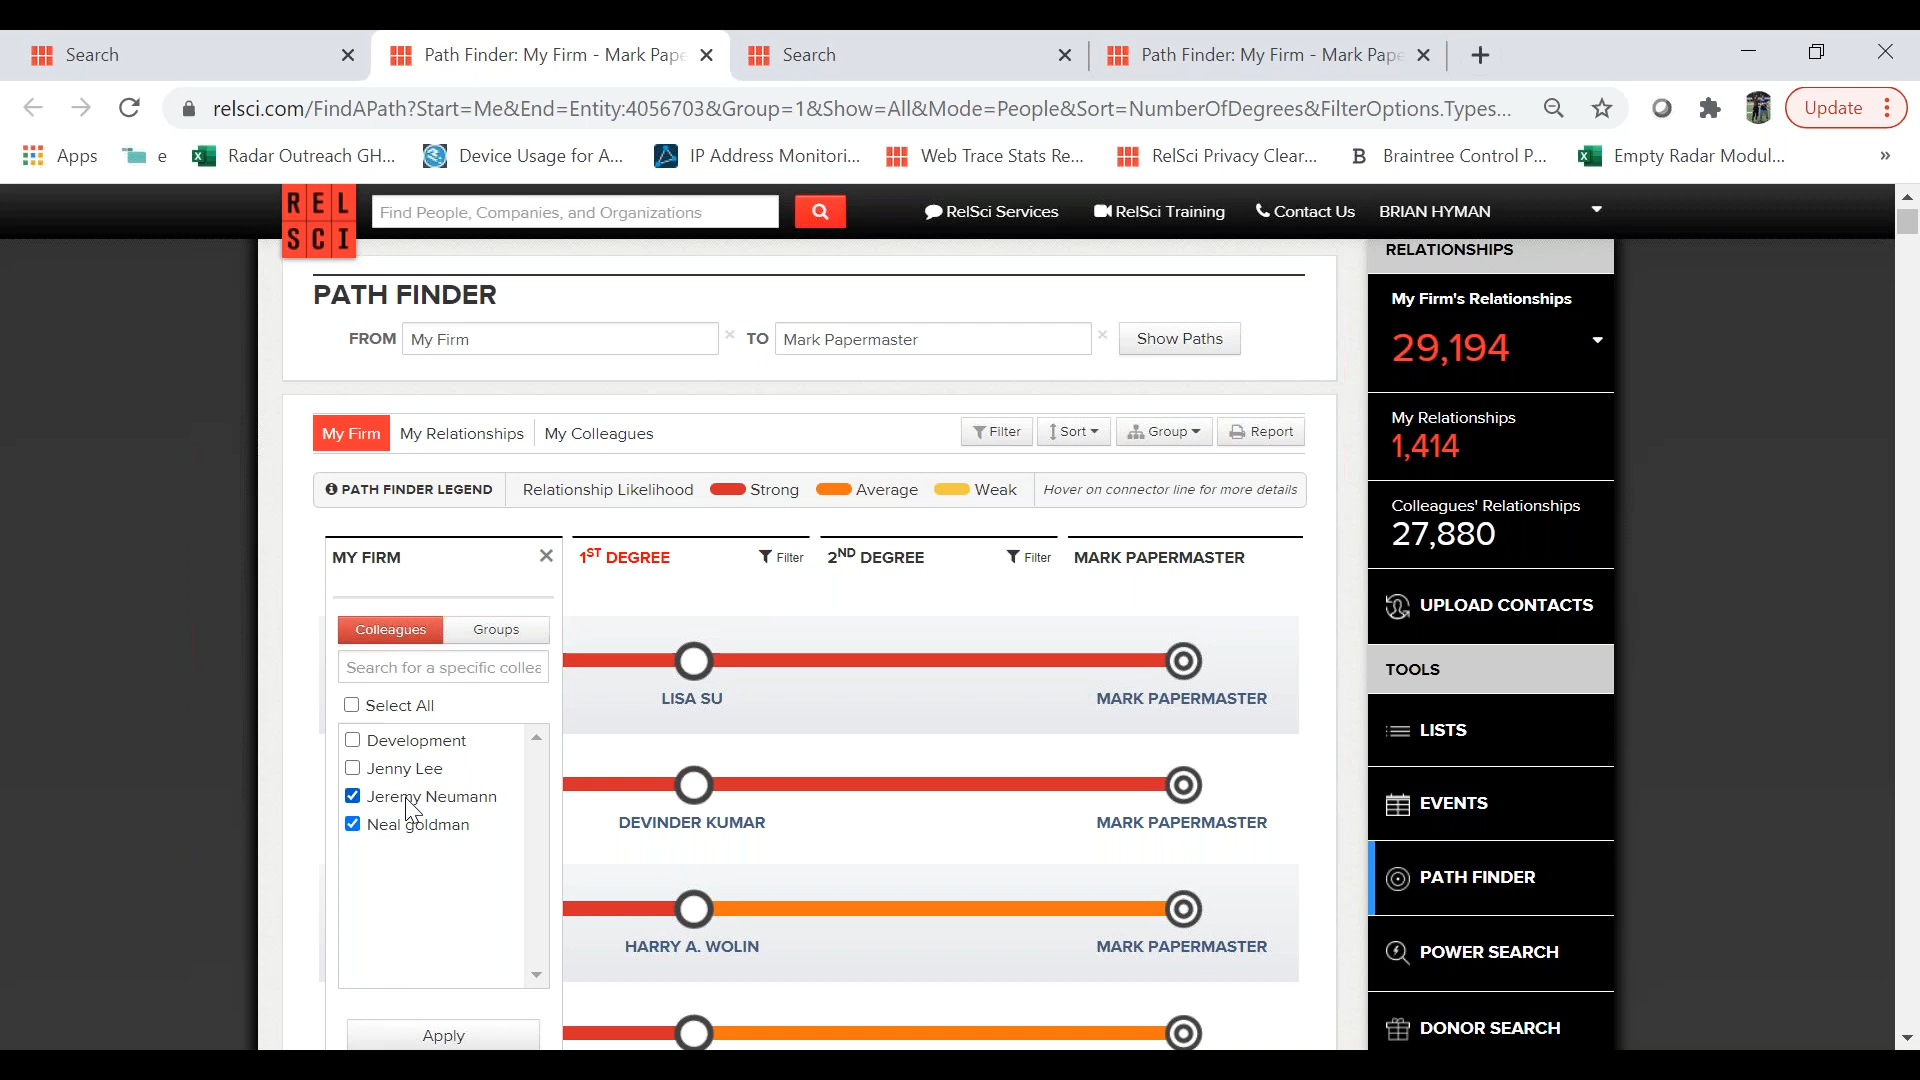 Search
Path Finder: My Firm - Mark Pape
Search
Path Finder: My Firm - Mark Pape
relsci.com/FindAPath?Start=Me&End=Entity:4056703&Group=1&Show=All&Mode=People&Sort=NumberOfDegrees&FilterOptions.Types...
Update
Apps
e
Radar Outreach GH...
Device Usage for A...
IP Address Monitori...
Web Trace Stats Re...
RelSci Privacy Clear...
B Braintree Control P...
Empty Radar Modul...
»
REL
SCI
Find People, Companies, and Organizations
RelSci Services
RelSci Training
Contact Us
BRIAN HYMAN
PATH FINDER
FROM My Firm
TO Mark Papermaster
Show Paths
My Firm
My Relationships
My Colleagues
Filter
Sort
Group
Report
PATH FINDER LEGEND
Relationship Likelihood
Strong
Average
Weak
Hover on connector line for more details
MY FIRM
1ST DEGREE
Filter
2ND DEGREE
Filter
MARK PAPERMASTER
Colleagues
Groups
Search for a specific collea
Select All
Development
Jenny Lee
Jeremy Neumann
Neal goldman
Apply
LISA SU
MARK PAPERMASTER
DEVINDER KUMAR
MARK PAPERMASTER
HARRY A. WOLIN
MARK PAPERMASTER
RELATIONSHIPS
My Firm's Relationships
29,194
My Relationships
1,414
Colleagues' Relationships
27,880
UPLOAD CONTACTS
TOOLS
LISTS
EVENTS
PATH FINDER
POWER SEARCH
DONOR SEARCH